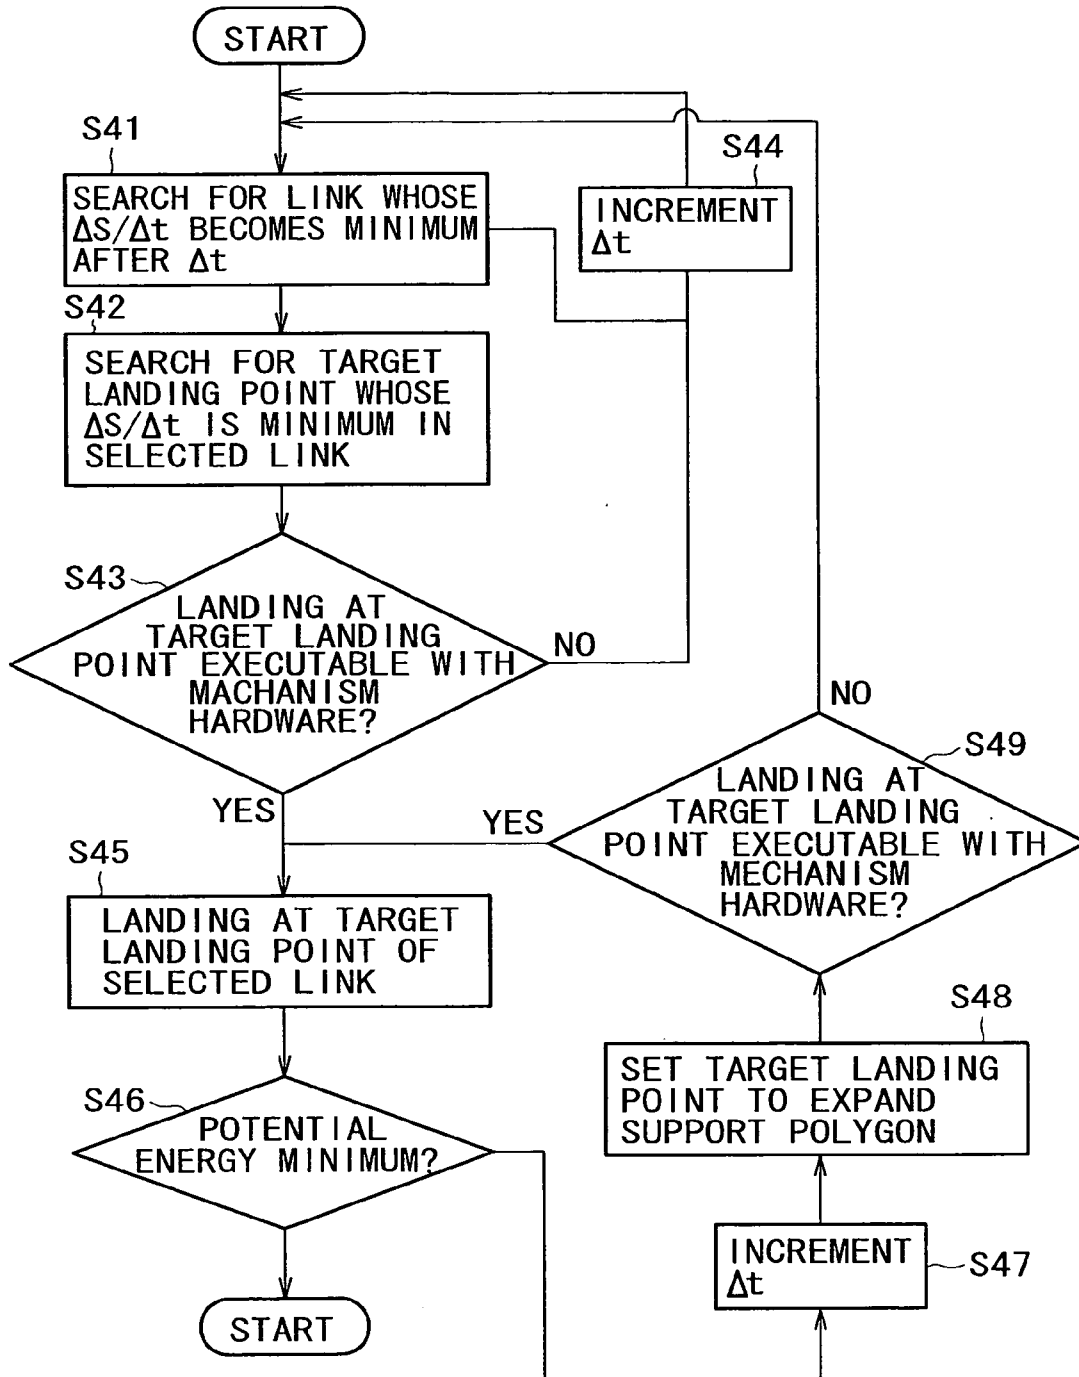 START
S41
SEARCH FOR LINK WHOSE
ΔS/Δt BECOMES MINIMUM
AFTER Δt
S44
INCREMENT
Δt
S42
SEARCH FOR TARGET
LANDING POINT WHOSE
ΔS/Δt IS MINIMUM IN
SELECTED LINK
S43
LANDING AT
TARGET LANDING
POINT EXECUTABLE WITH
MACHANISM
HARDWARE?
NO
YES
NO
S49
LANDING AT
TARGET LANDING
POINT EXECUTABLE WITH
MECHANISM
HARDWARE?
YES
S45
LANDING AT TARGET
LANDING POINT OF
SELECTED LINK
S48
SET TARGET LANDING
POINT TO EXPAND
SUPPORT POLYGON
S46
POTENTIAL
ENERGY MINIMUM?
INCREMENT
Δt
S47
START